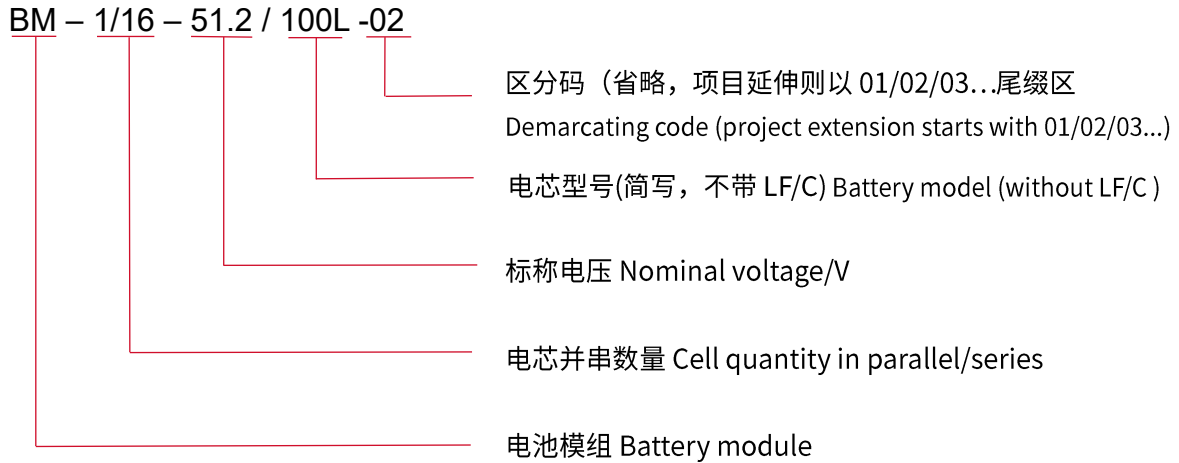 BM – 1/16 – 51.2 / 100L -02
区分码（省略，项目延伸则以 01/02/03…尾缀区
Demarcating code (project extension starts with 01/02/03...)
电芯型号(简写，不带 LF/C) Battery model (without LF/C )
标称电压 Nominal voltage/V
电芯并串数量 Cell quantity in parallel/series
电池模组 Battery module